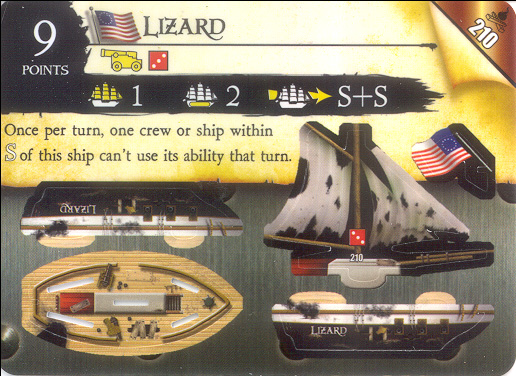 9
POINTS
LIZARD
210
1 2 S+S
Once per turn, one crew or ship within
S of this ship can't use its ability that turn.
LIZARD
210
LIZARD